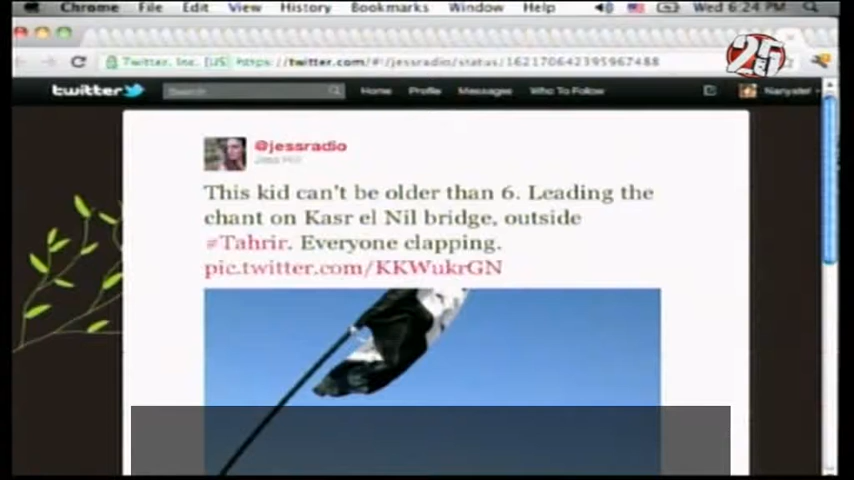 Chrome File Edit View History Bookmarks Window Help Wed 6:24 PM
25
Twitter, Inc. [US] https://twitter.com/#!/jessradio/status/162170642395967488
twitter Search Home Profile Messages Who To Follow
@jessradio
Jess Hill
This kid can't be older than 6. Leading the
chant on Kasr el Nil bridge, outside
#Tahrir. Everyone clapping.
pic.twitter.com/KKWukrGN